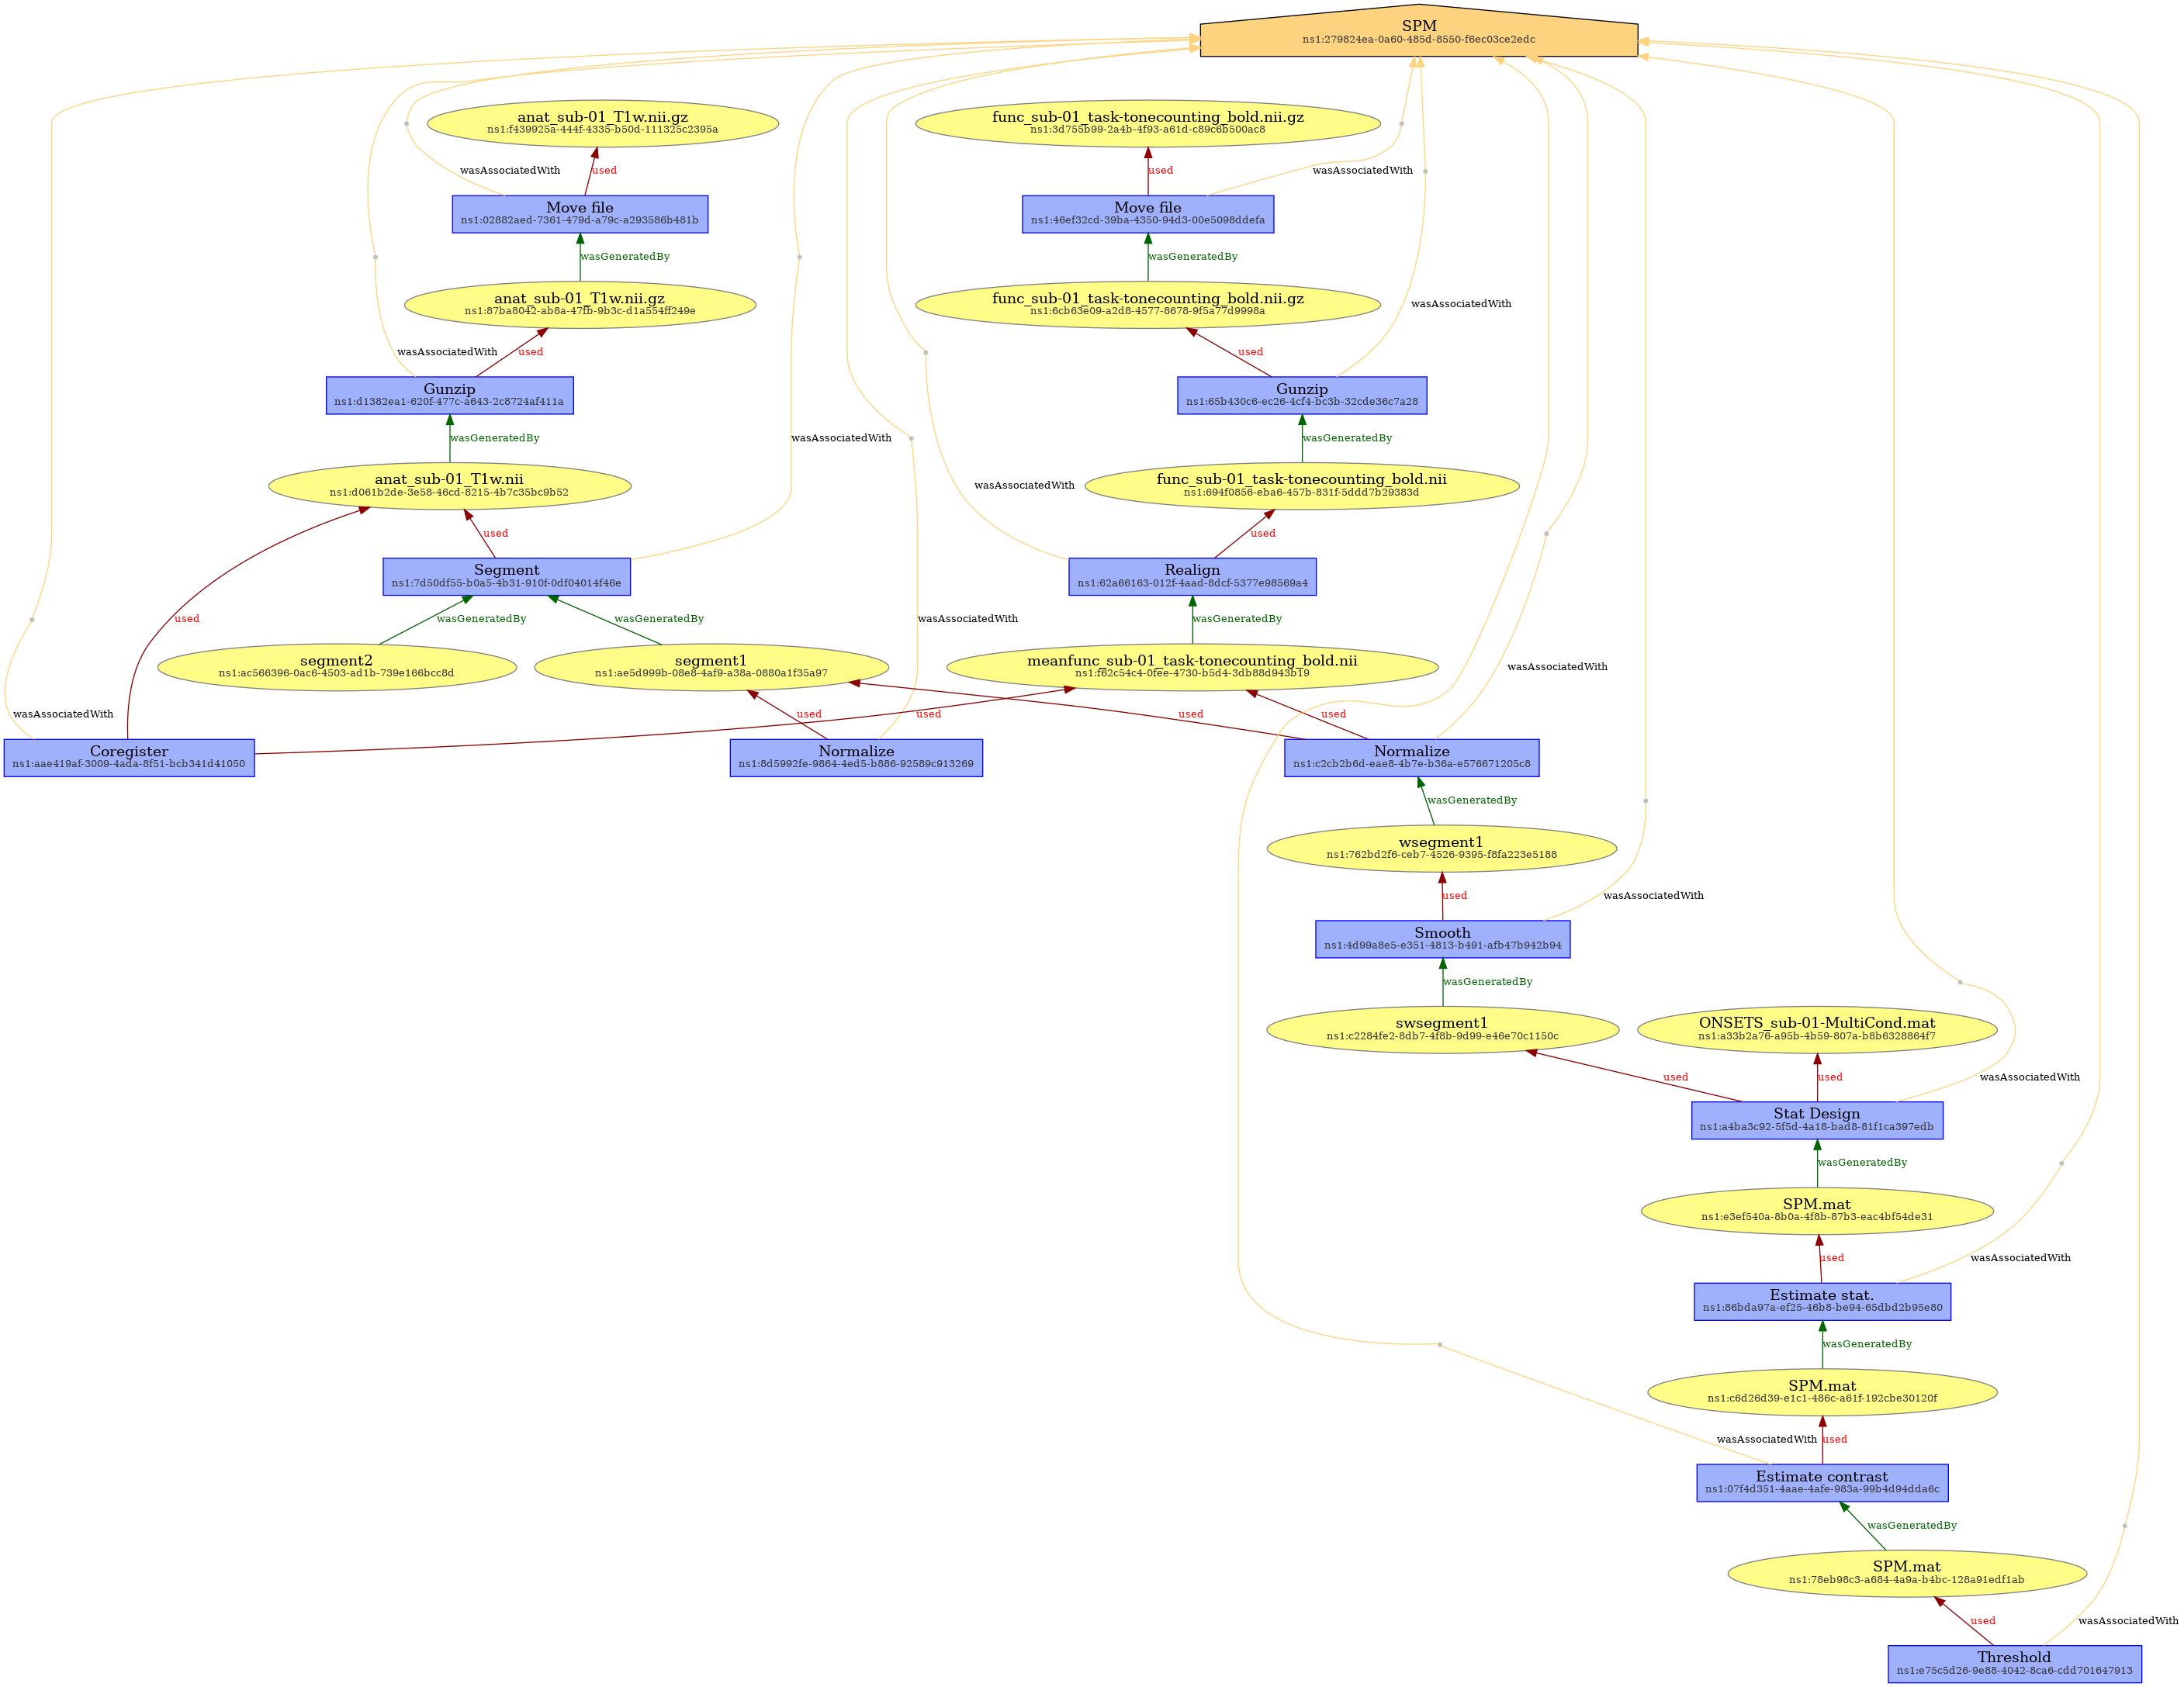 SPM
ns1:279824ea-0a60-485d-8550-f6ec03ce2edc
anat_sub-01_T1w.nii.gz
ns1:f439925a-444f-4335-b50d-111325c2395a
func_sub-01_task-tonecounting_bold.nii.gz
ns1:3d755b99-2a4b-4f93-a61d-c89c6b500ac8
wasAssociatedWith
used
used
wasAssociatedWith
Move file
ns1:02882aed-7361-479d-a79c-a293586b481b
Move file
ns1:46ef32cd-39ba-4350-94d3-00e5098ddefa
wasGeneratedBy
wasGeneratedBy
anat_sub-01_T1w.nii.gz
ns1:87ba8042-ab8a-47fb-9b3c-d1a554ff249e
func_sub-01_task-tonecounting_bold.nii.gz
ns1:6cb63e09-a2d8-4577-8678-9f5a77d9998a
wasAssociatedWith
wasAssociatedWith
used
used
Gunzip
ns1:d1382ea1-620f-477c-a643-2c8724af411a
Gunzip
ns1:65b430c6-ec26-4cf4-bc3b-32cde36c7a28
wasGeneratedBy
wasAssociatedWith
wasGeneratedBy
anat_sub-01_T1w.nii
ns1:d061b2de-3e58-46cd-8215-4b7c35bc9b52
wasAssociatedWith
func_sub-01_task-tonecounting_bold.nii
ns1:694f0856-eba6-457b-831f-5ddd7b29383d
used
used
Segment
ns1:7d50df55-b0a5-4b31-910f-0df04014f46e
Realign
ns1:62a66163-012f-4aad-8dcf-5377e98569a4
used
wasGeneratedBy
wasGeneratedBy
wasAssociatedWith
wasGeneratedBy
segment2
ns1:ac566396-0ac6-4503-ad1b-739e166bcc8d
segment1
ns1:ae5d999b-08e8-4af9-a38a-0880a1f35a97
meanfunc_sub-01_task-tonecounting_bold.nii
ns1:f62c54c4-0fee-4730-b5d4-3db88d943b19
wasAssociatedWith
wasAssociatedWith
used
used
used
used
Coregister
ns1:aae419af-3009-4ada-8f51-bcb341d41050
Normalize
ns1:8d5992fe-9864-4ed5-b886-92589c913269
Normalize
ns1:c2cb2b6d-eae8-4b7e-b36a-e576671205c8
wasGeneratedBy
wsegment1
ns1:762bd2f6-ceb7-4526-9395-f8fa223e5188
used
wasAssociatedWith
Smooth
ns1:4d99a8e5-e351-4813-b491-afb47b942b94
wasGeneratedBy
swsegment1
ns1:c2284fe2-8db7-4f8b-9d99-e46e70c1150c
ONSETS_sub-01-MultiCond.mat
ns1:a33b2a76-a95b-4b59-807a-b8b6328864f7
used
used
wasAssociatedWith
Stat Design
ns1:a4ba3c92-5f5d-4a18-bad8-81f1ca397edb
wasGeneratedBy
SPM.mat
ns1:e3ef540a-8b0a-4f8b-87b3-eac4bf54de31
used
wasAssociatedWith
Estimate stat.
ns1:86bda97a-ef25-46b8-be94-65dbd2b95e80
wasGeneratedBy
SPM.mat
ns1:c6d26d39-e1c1-486c-a61f-192cbe30120f
wasAssociatedWith
used
Estimate contrast
ns1:07f4d351-4aae-4afe-983a-99b4d94dda6c
wasGeneratedBy
SPM.mat
ns1:78eb98c3-a684-4a9a-b4bc-128a91edf1ab
used
wasAssociatedWith
Threshold
ns1:e75c5d26-9e88-4042-8ca6-cdd701647913